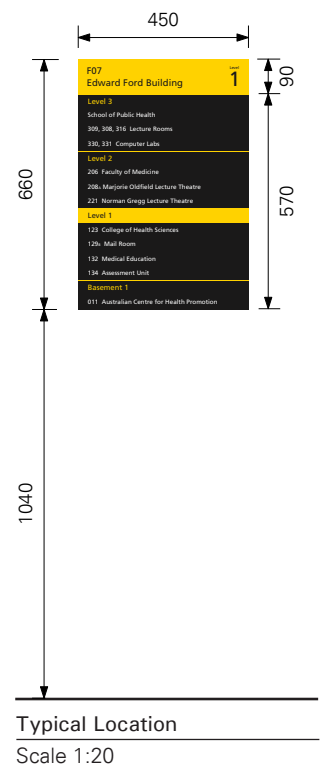 450
F07
Edward Ford Building
Level
1
90
Level 3
School of Public Health
309, 308, 316 Lecture Rooms
330, 331 Computer Labs
Level 2
206 Faculty of Medicine
208A Marjorie Oldfield Lecture Theatre
221 Norman Gregg Lecture Theatre
Level 1
123 College of Health Sciences
129B Mail Room
132 Medical Education
134 Assessment Unit
Basement 1
011 Australian Centre for Health Promotion
660
570
1040
Typical Location
Scale 1:20